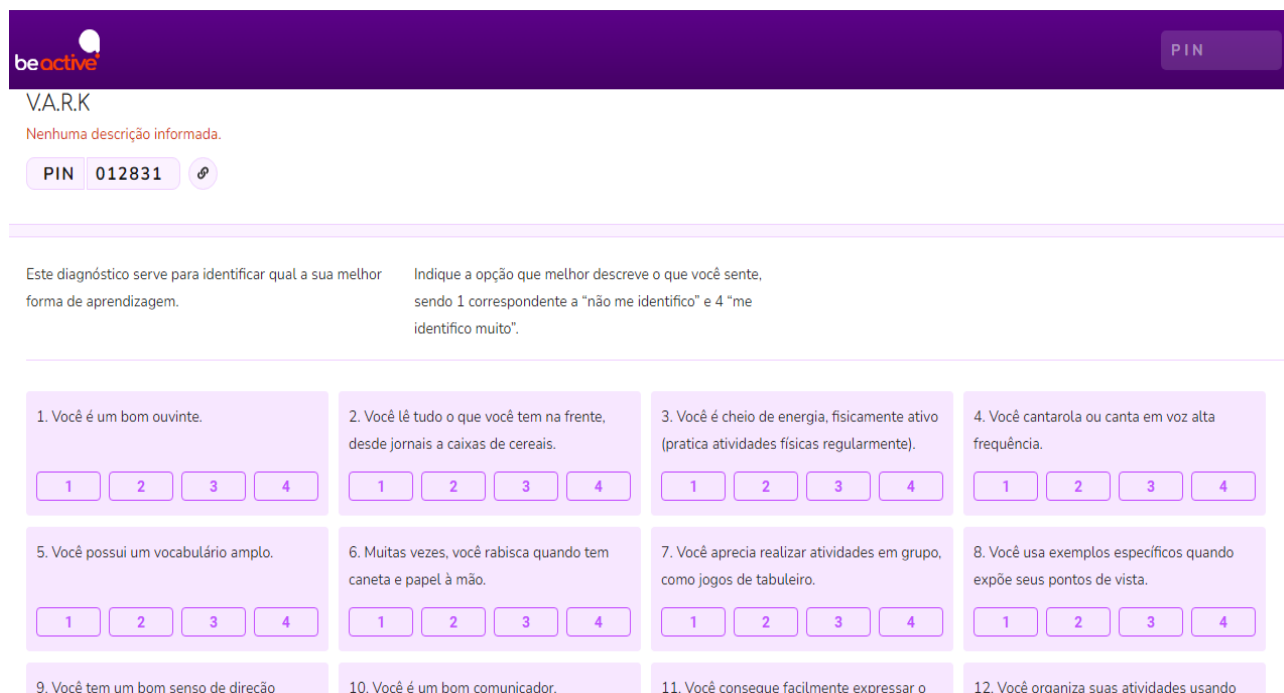 be active
PIN
V.A.R.K
Nenhuma descrição informada.
PIN 012831
Este diagnóstico serve para identificar qual a sua melhor
forma de aprendizagem.
Indique a opção que melhor descreve o que você sente,
sendo 1 correspondente a “não me identifico” e 4 “me
identifico muito”.
1. Você é um bom ouvinte.
1 2 3 4
2. Você lê tudo o que você tem na frente,
desde jornais a caixas de cereais.
1 2 3 4
3. Você é cheio de energia, fisicamente ativo
(pratica atividades físicas regularmente).
1 2 3 4
4. Você cantarola ou canta em voz alta
frequência.
1 2 3 4
5. Você possui um vocabulário amplo.
1 2 3 4
6. Muitas vezes, você rabisca quando tem
caneta e papel à mão.
1 2 3 4
7. Você aprecia realizar atividades em grupo,
como jogos de tabuleiro.
1 2 3 4
8. Você usa exemplos específicos quando
expõe seus pontos de vista.
1 2 3 4
9. Você tem um bom senso de direção
10. Você é um bom comunicador.
11. Você consegue facilmente expressar o
12. Você organiza suas atividades usando